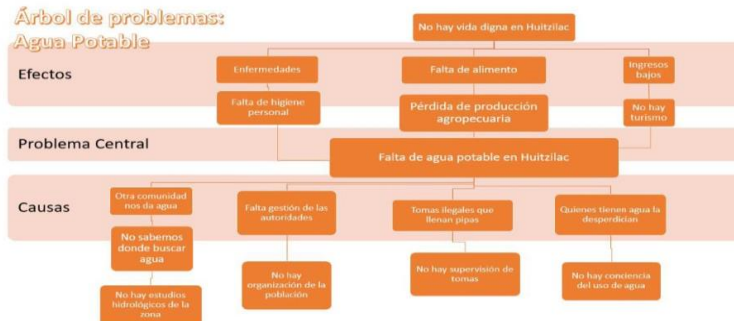 Árbol de problemas:
Agua Potable
No hay vida digna en Huitzilac
Efectos
Enfermedades
Falta de alimento
Ingresos
bajos
Falta de higiene
personal
Pérdida de producción
agropecuaria
No hay
turismo
Problema Central
Falta de agua potable en Huitzilac
Causas
Otra comunidad
nos da agua
Falta gestión de las
autoridades
Tomas ilegales que
llenan pipas
Quienes tienen agua la
desperdician
No sabemos
donde buscar
agua
No hay
organización de la
población
No hay supervisión de
tomas
No hay conciencia
del uso de agua
No hay estudios
hidrológicos de la
zona